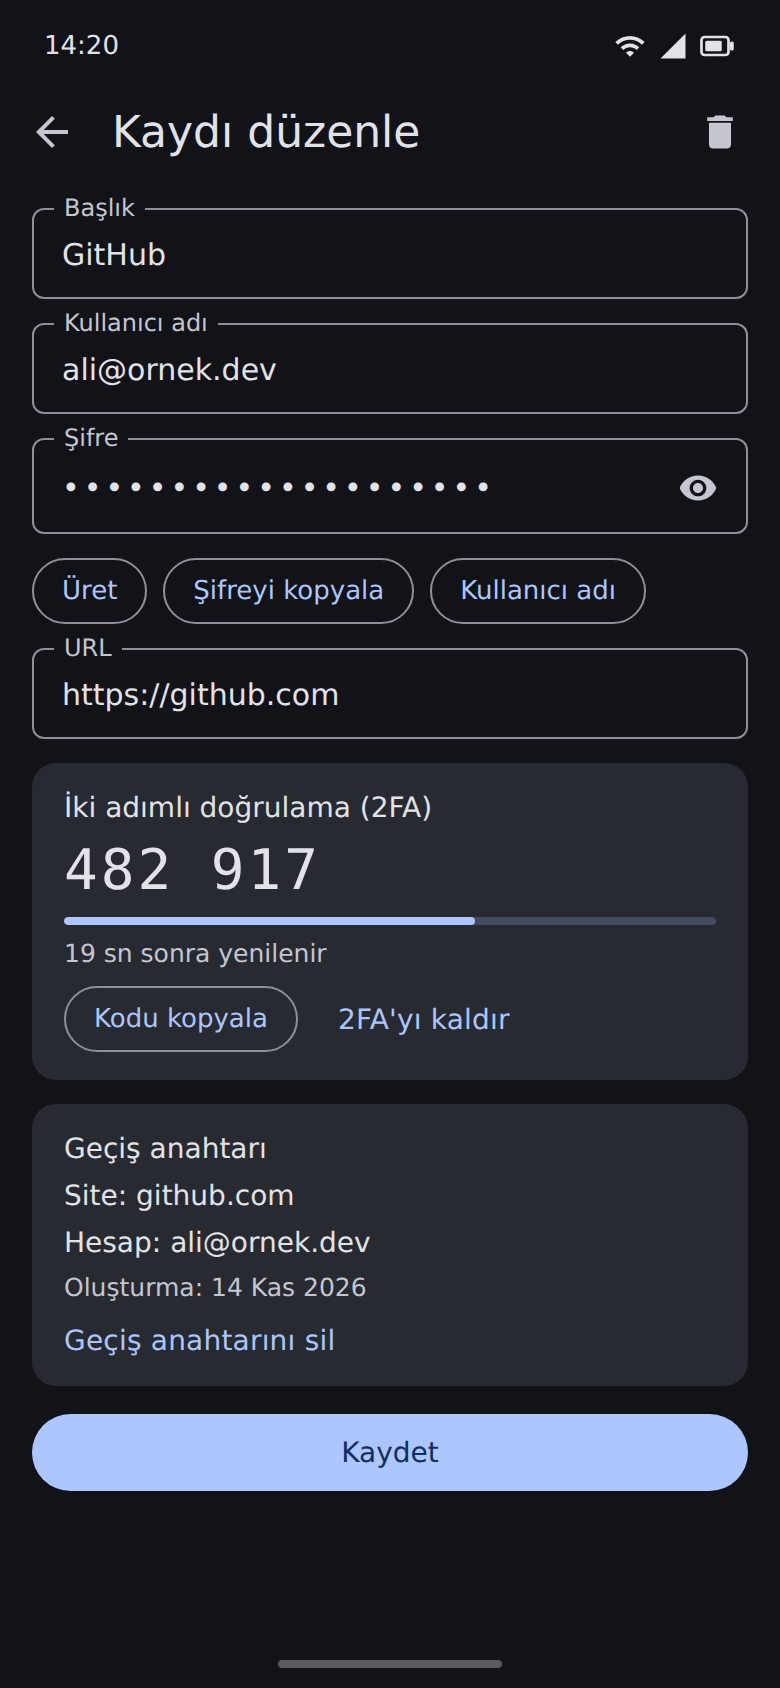 14:20
Kaydı düzenle
Başlık
GitHub
Kullanıcı adı
ali@ornek.dev
Şifre
••••••••••••••••••••
Üret
Şifreyi kopyala
Kullanıcı adı
URL
https://github.com
İki adımlı doğrulama (2FA)
482 917
19 sn sonra yenilenir
Kodu kopyala
2FA'yı kaldır
Geçiş anahtarı
Site: github.com
Hesap: ali@ornek.dev
Oluşturma: 14 Kas 2026
Geçiş anahtarını sil
Kaydet